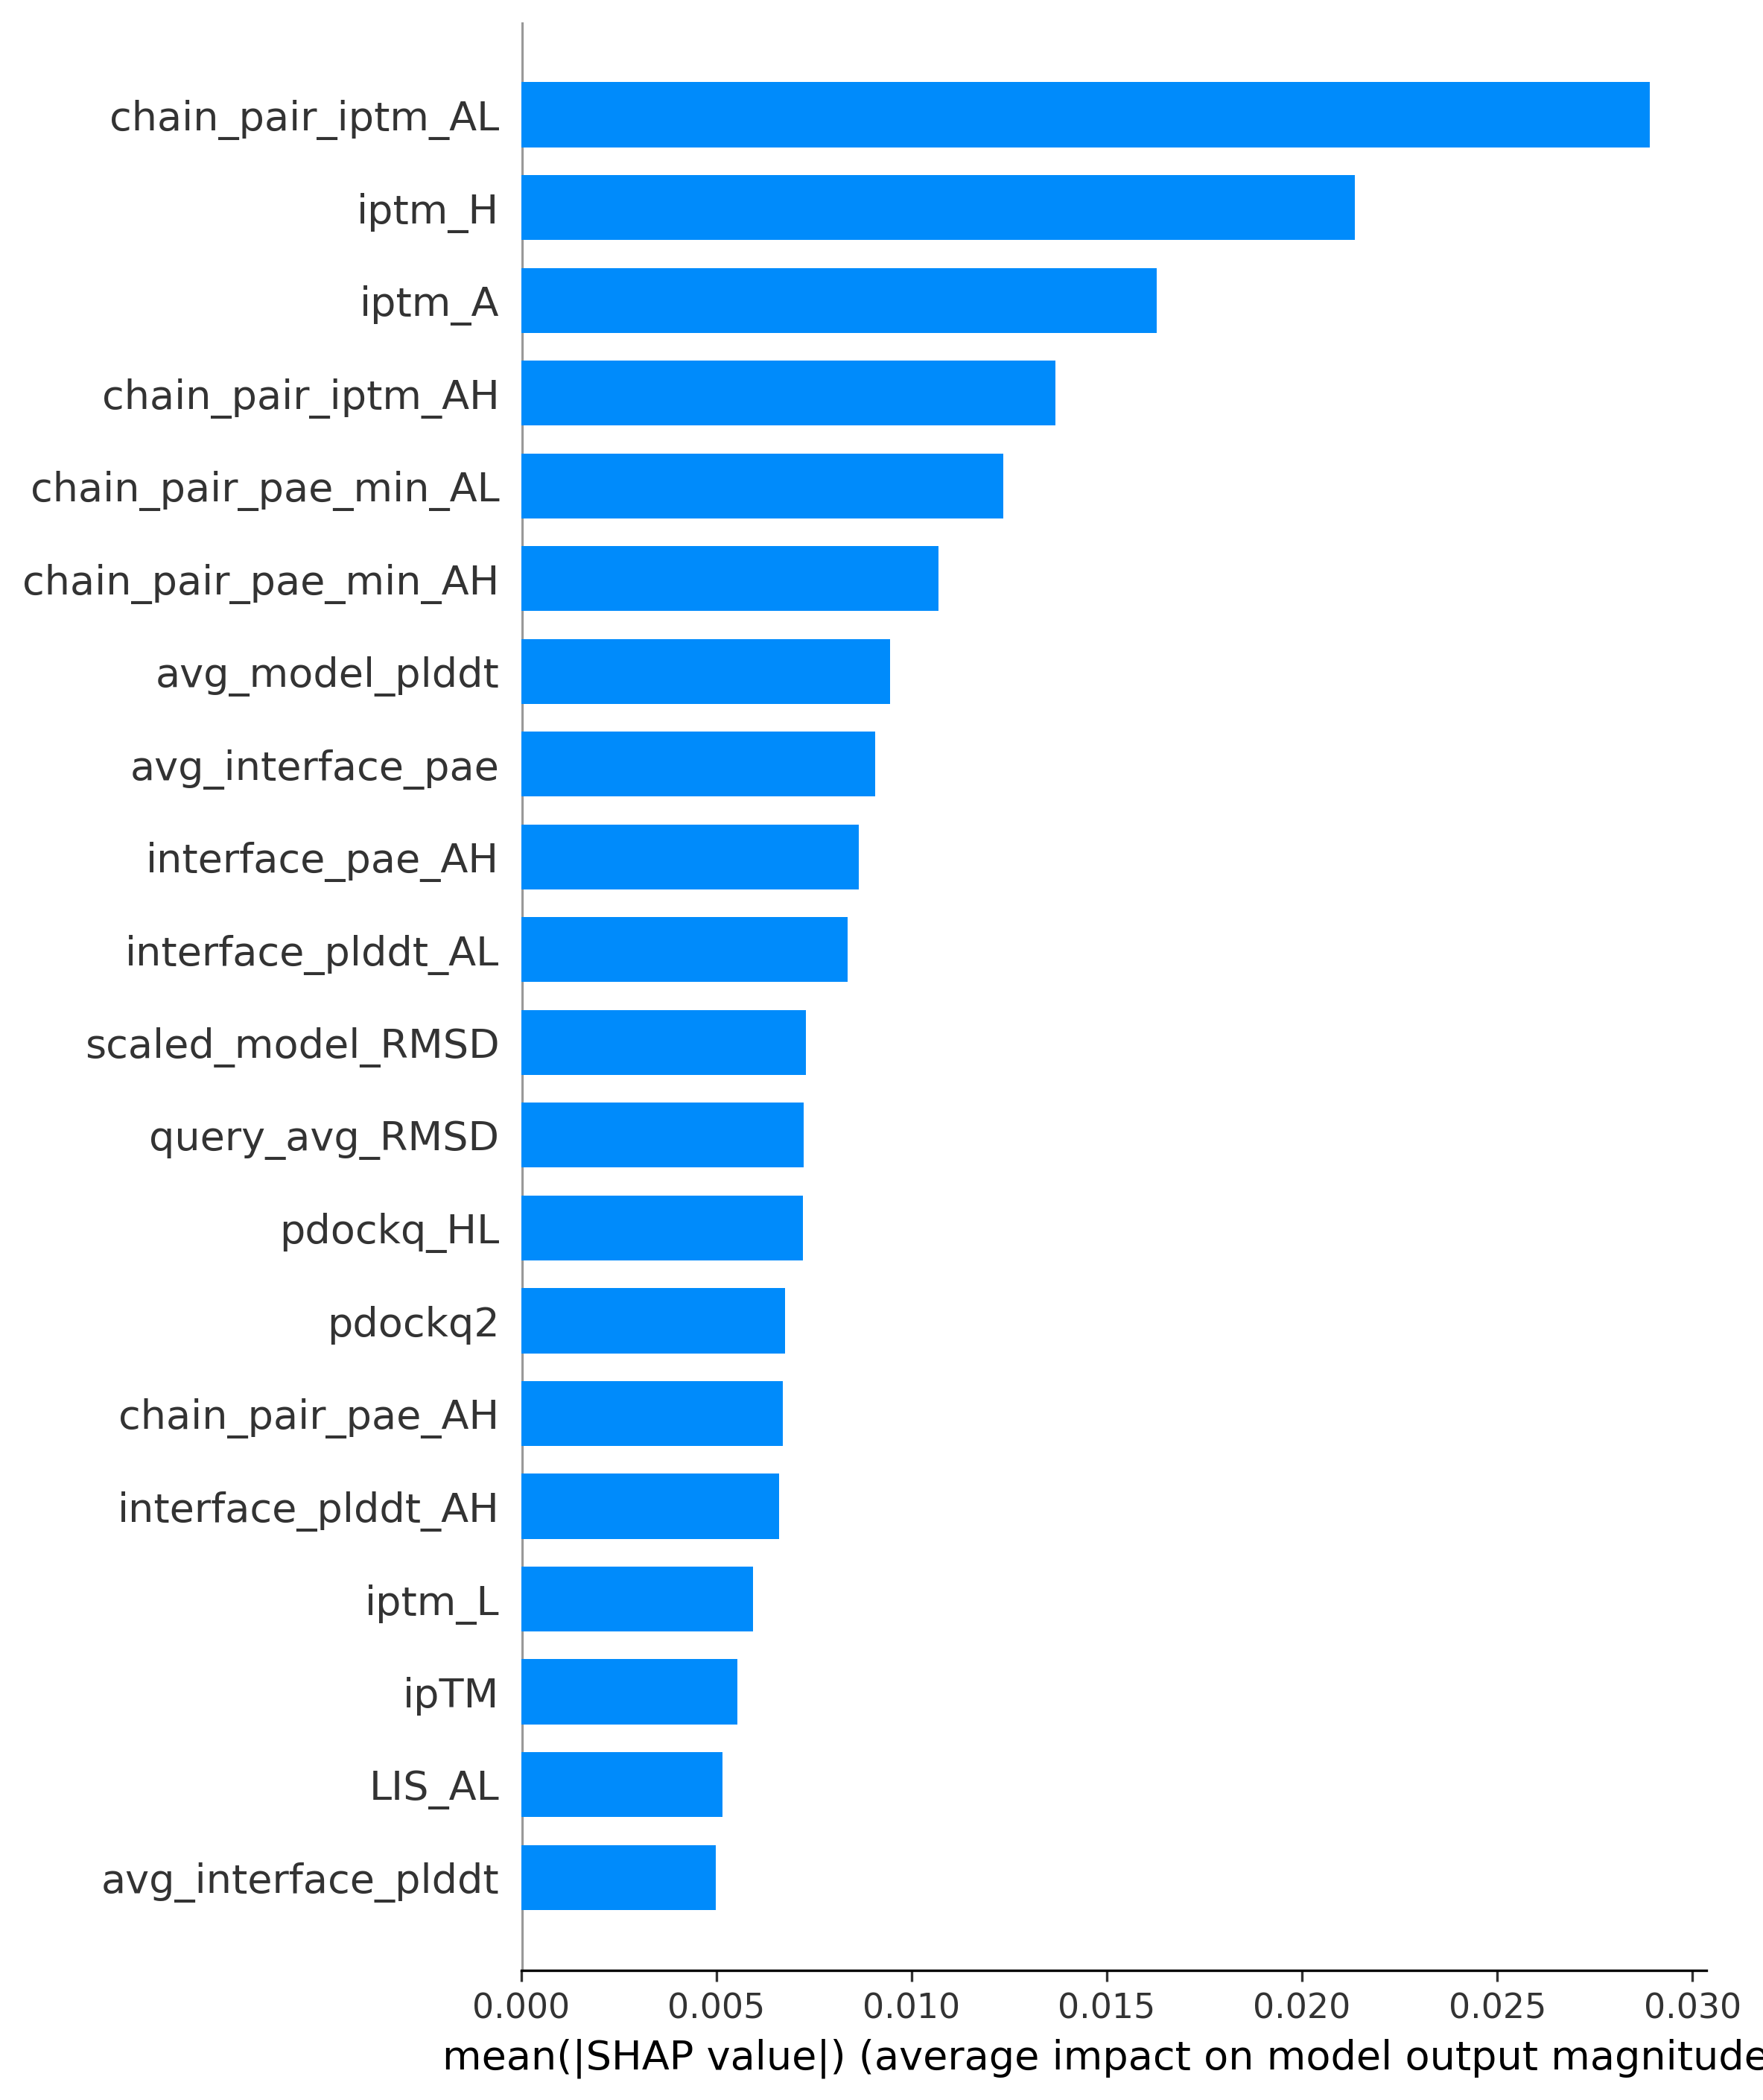 chain_pair_iptm_AL
iptm_H
iptm_A
chain_pair_iptm_AH
chain_pair_pae_min_AL
chain_pair_pae_min_AH
avg_model_plddt
avg_interface_pae
interface_pae_AH
interface_plddt_AL
scaled_model_RMSD
query_avg_RMSD
pdockq_HL
pdockq2
chain_pair_pae_AH
interface_plddt_AH
iptm_L
ipTM
LIS_AL
avg_interface_plddt
0.000 0.005 0.010 0.015 0.020 0.025 0.030
mean(|SHAP value|) (average impact on model output magnitude